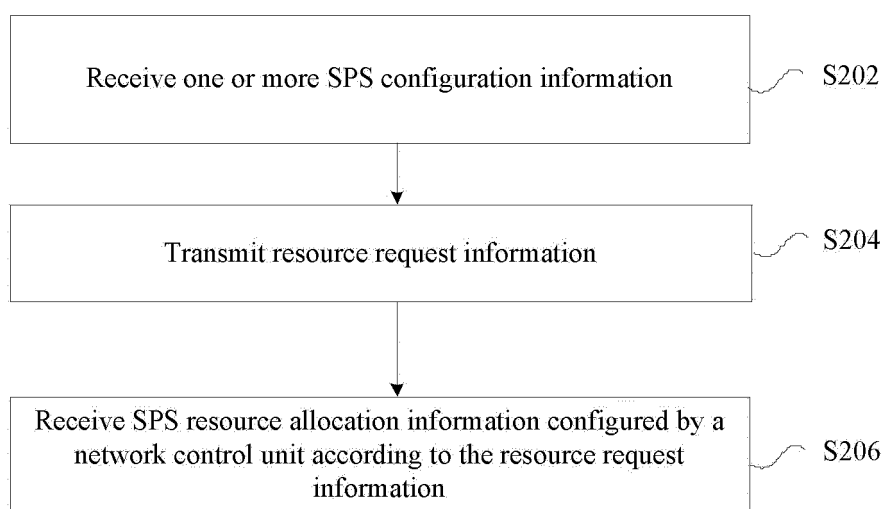 Receive one or more SPS configuration information
S202
Transmit resource request information
S204
Receive SPS resource allocation information configured by a
network control unit according to the resource request
information
S206